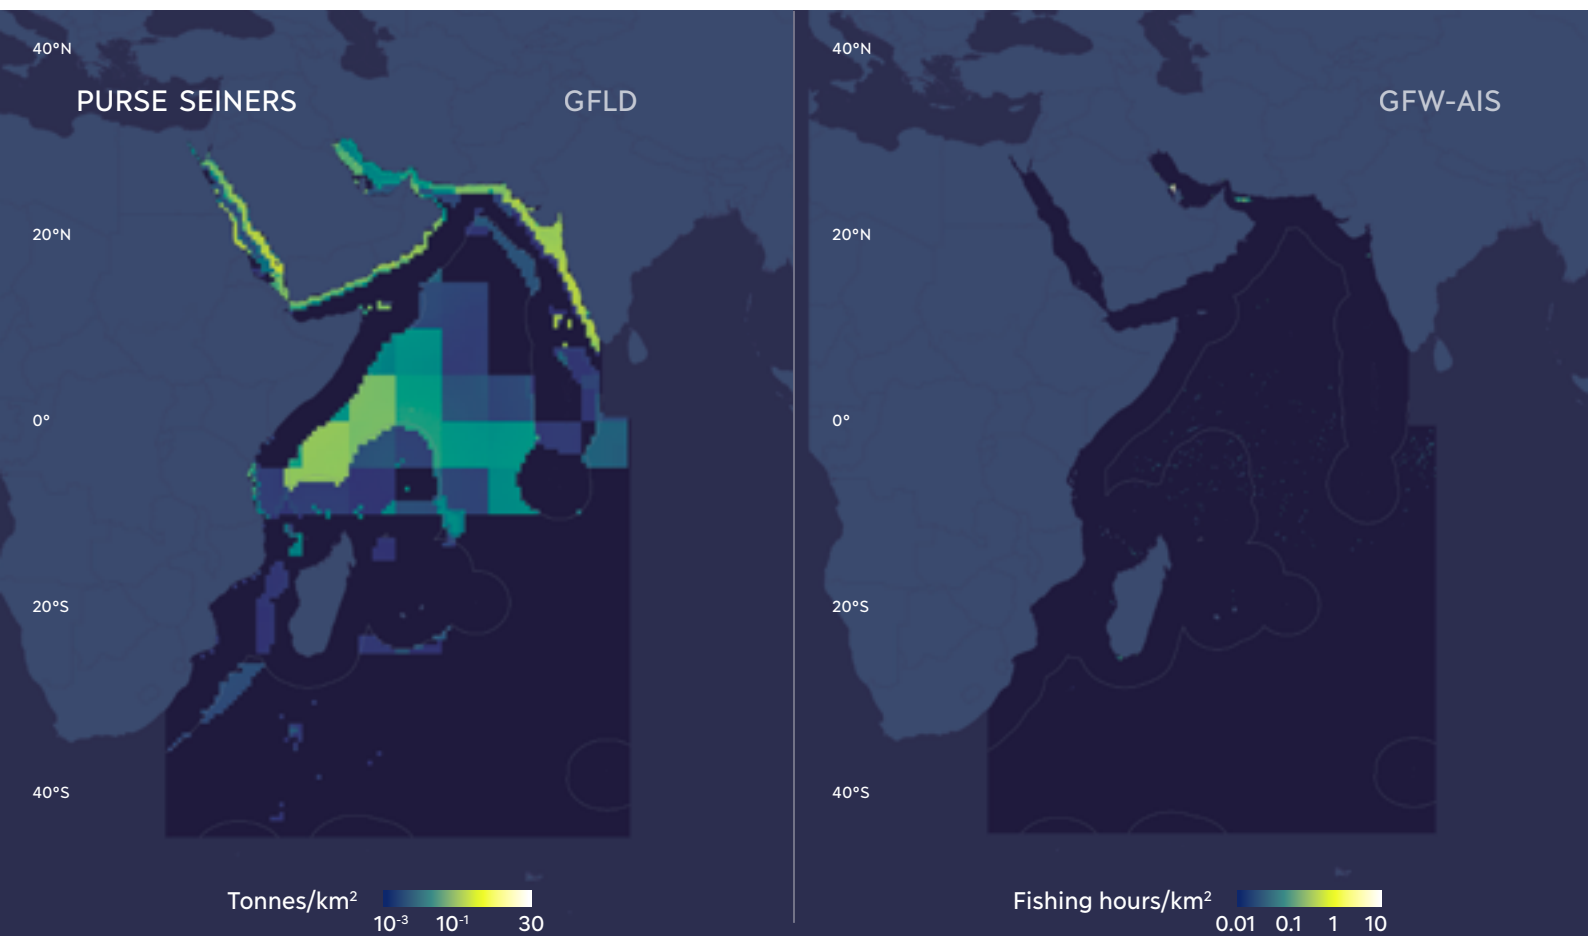 40°N
PURSE SEINERS
GFLD
20°N
0°
20°S
40°S
Tonnes/km²
10⁻³ 10⁻¹ 30
40°N
GFW-AIS
20°N
0°
20°S
40°S
Fishing hours/km²
0.01 0.1 1 10